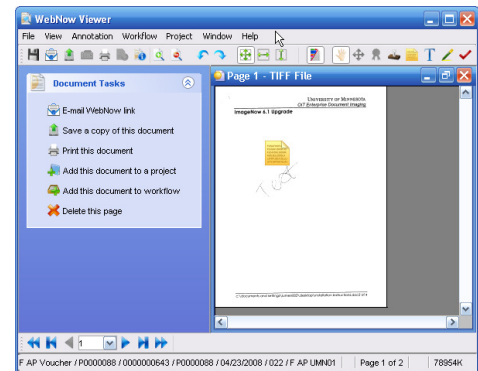 WebNow Viewer
File View Annotation Workflow Project Window Help
Document Tasks
E-mail WebNow link
Save a copy of this document
Print this document
Add this document to a project
Add this document to workflow
Delete this page
Page 1 - TIFF File
UNIVERSITY OF MINNESOTA
OIT Enterprise Document Imaging
ImageNow 6.1 Upgrade
Test
1
F AP Voucher / P0000088 / 0000000643 / P0000088 / 04/23/2008 / 022 / F AP UMN01
Page 1 of 2
78954K